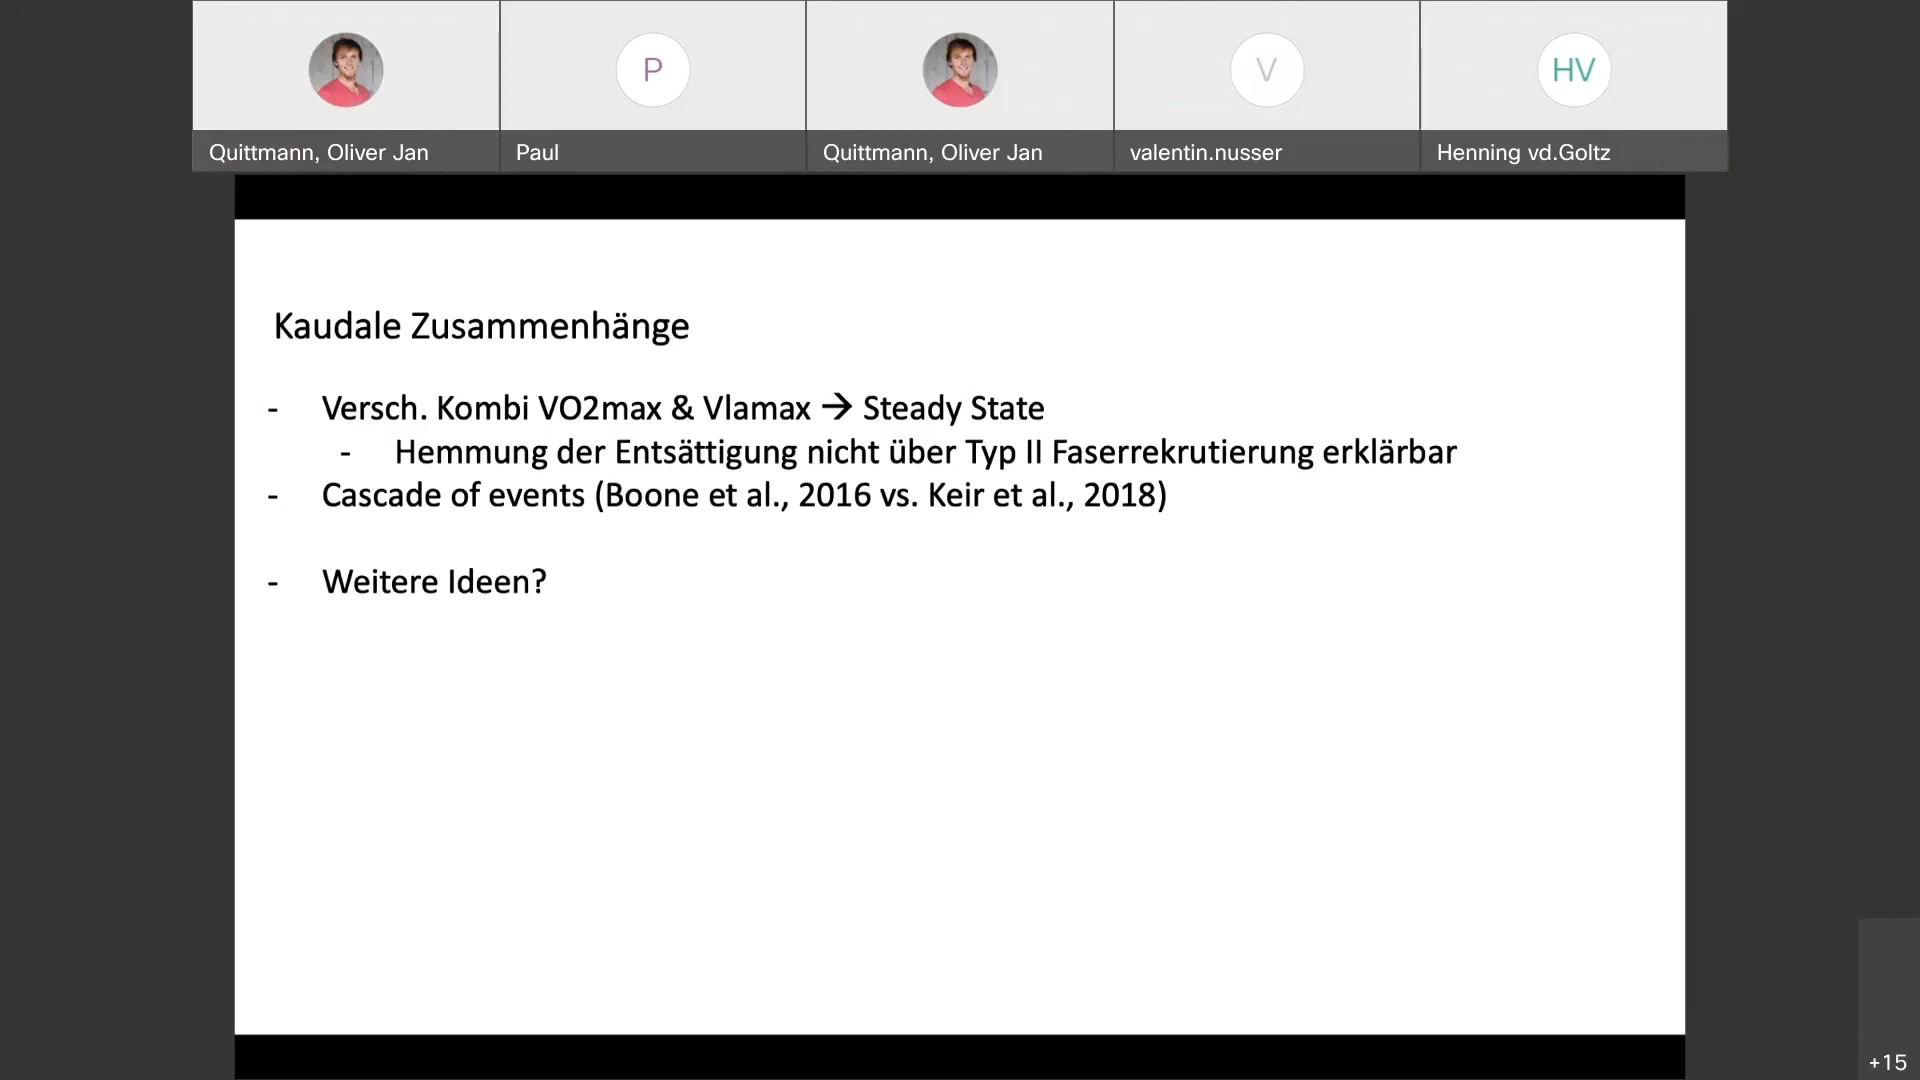 P
V
HV
Quittmann, Oliver Jan
Paul
Quittmann, Oliver Jan
valentin.nusser
Henning vd.Goltz
Kaudale Zusammenhänge
- Versch. Kombi VO2max & Vlamax → Steady State
- Hemmung der Entsättigung nicht über Typ II Faserrekrutierung erklärbar
- Cascade of events (Boone et al., 2016 vs. Keir et al., 2018)
- Weitere Ideen?
+15